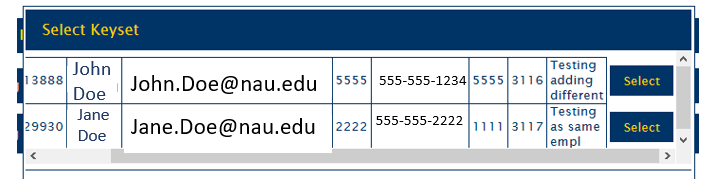 Select Keyset
13888 John Doe John.Doe@nau.edu 5555 555-555-1234 5555 3116 Testing adding different Select
29930 Jane Doe Jane.Doe@nau.edu 2222 555-555-2222 1111 3117 Testing as same empl Select